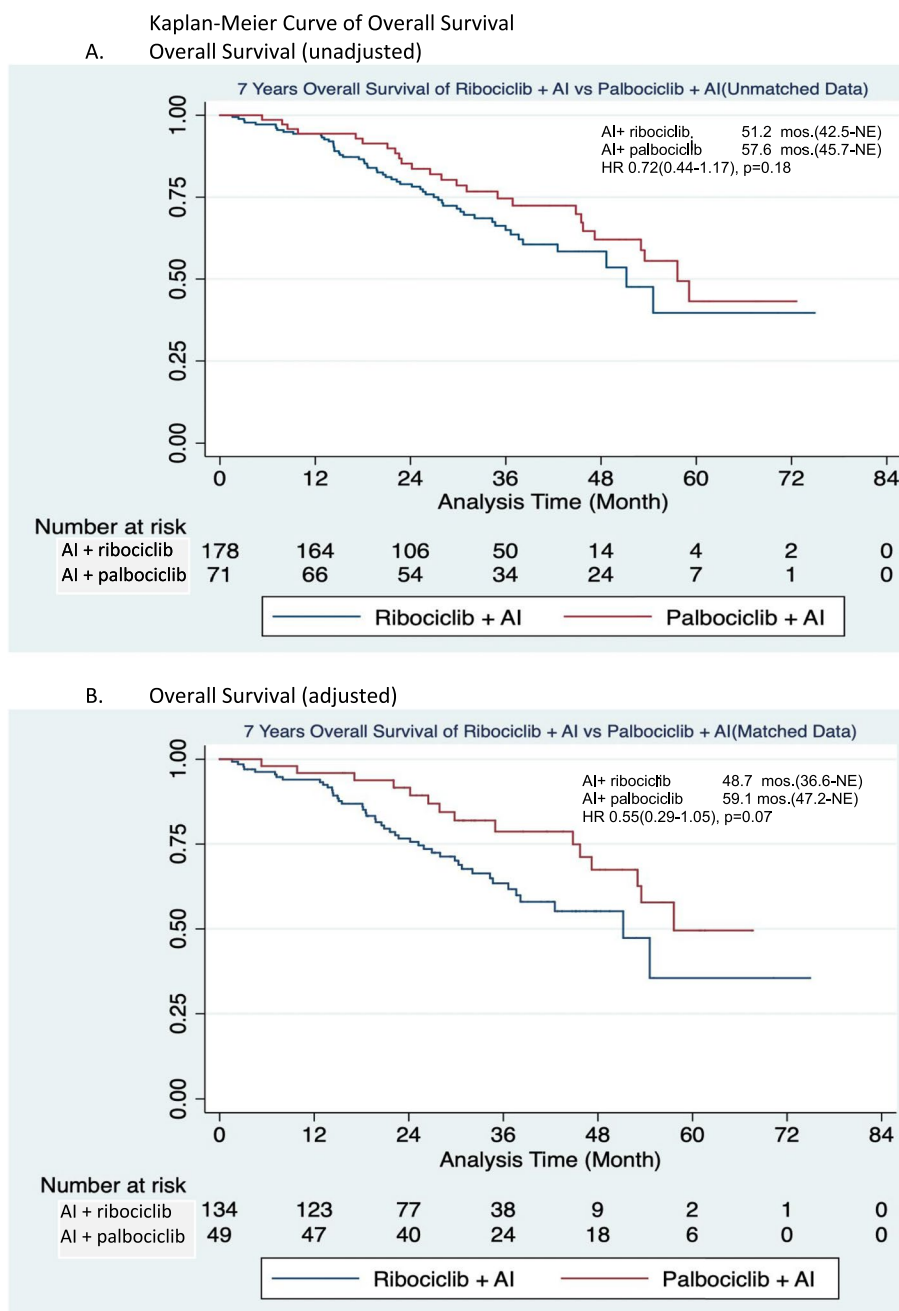 Kaplan-Meier Curve of Overall Survival
A. Overall Survival (unadjusted)
7 Years Overall Survival of Ribociclib + AI vs Palbociclib + AI(Unmatched Data)
AI+ ribociclib, 51.2 mos.(42.5-NE)
AI+ palbociclib 57.6 mos.(45.7-NE)
HR 0.72(0.44-1.17), p=0.18
1.00
0.75
0.50
0.25
0.00
0 12 24 36 48 60 72 84
Analysis Time (Month)
Number at risk
AI + ribociclib 178 164 106 50 14 4 2 0
AI + palbociclib 71 66 54 34 24 7 1 0
Ribociclib + AI Palbociclib + AI
B. Overall Survival (adjusted)
7 Years Overall Survival of Ribociclib + AI vs Palbociclib + AI(Matched Data)
AI+ ribociclib 48.7 mos.(36.6-NE)
AI+ palbociclib 59.1 mos.(47.2-NE)
HR 0.55(0.29-1.05), p=0.07
1.00
0.75
0.50
0.25
0.00
0 12 24 36 48 60 72 84
Analysis Time (Month)
Number at risk
AI + ribociclib 134 123 77 38 9 2 1 0
AI + palbociclib 49 47 40 24 18 6 0 0
Ribociclib + AI Palbociclib + AI